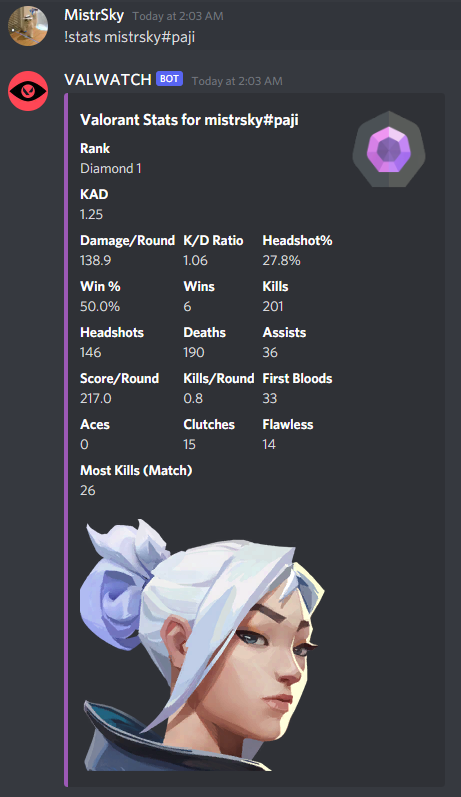 MistrSky Today at 2:03 AM
!stats mistrsky#paji
VALWATCH BOT Today at 2:03 AM
Valorant Stats for mistrsky#paji
Rank
Diamond 1
KAD
1.25
Damage/Round K/D Ratio Headshot%
138.9 1.06 27.8%
Win % Wins Kills
50.0% 6 201
Headshots Deaths Assists
146 190 36
Score/Round Kills/Round First Bloods
217.0 0.8 33
Aces Clutches Flawless
0 15 14
Most Kills (Match)
26